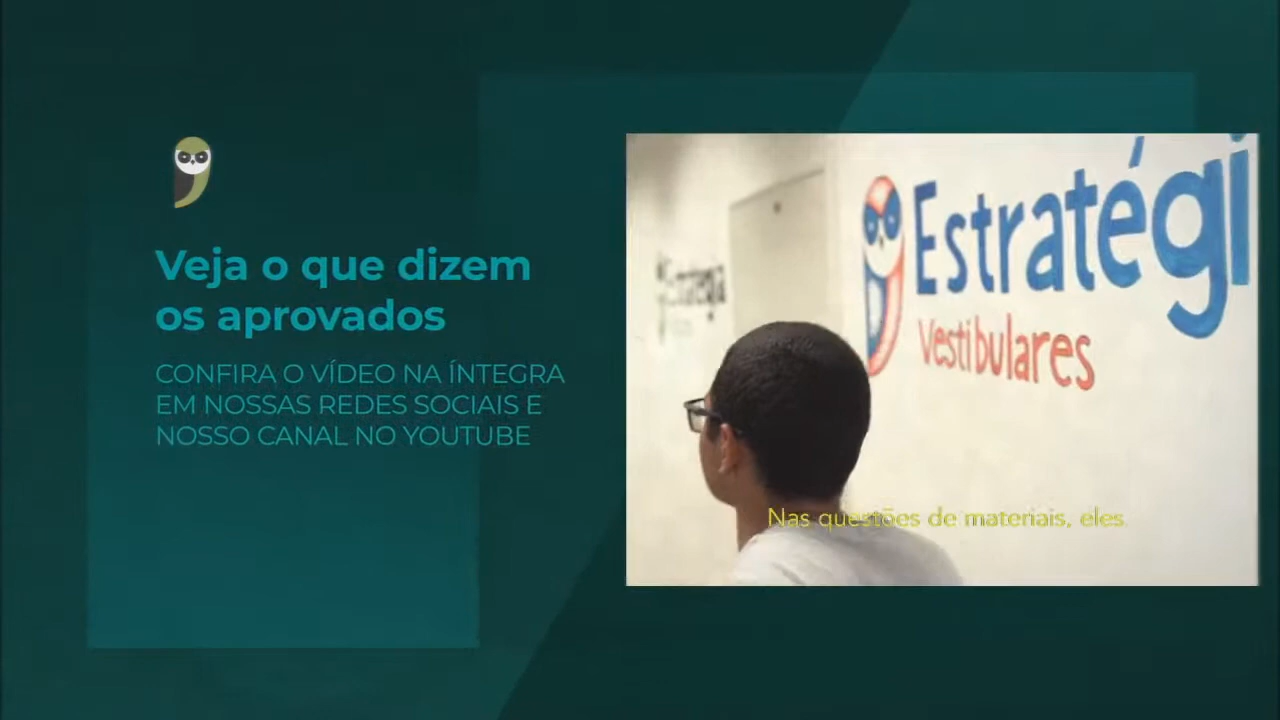 Veja o que dizem
os aprovados
CONFIRA O VÍDEO NA ÍNTEGRA
EM NOSSAS REDES SOCIAIS E
NOSSO CANAL NO YOUTUBE
Estratégi
Vestibulares
Estratégia
Nas questões de materiais, eles